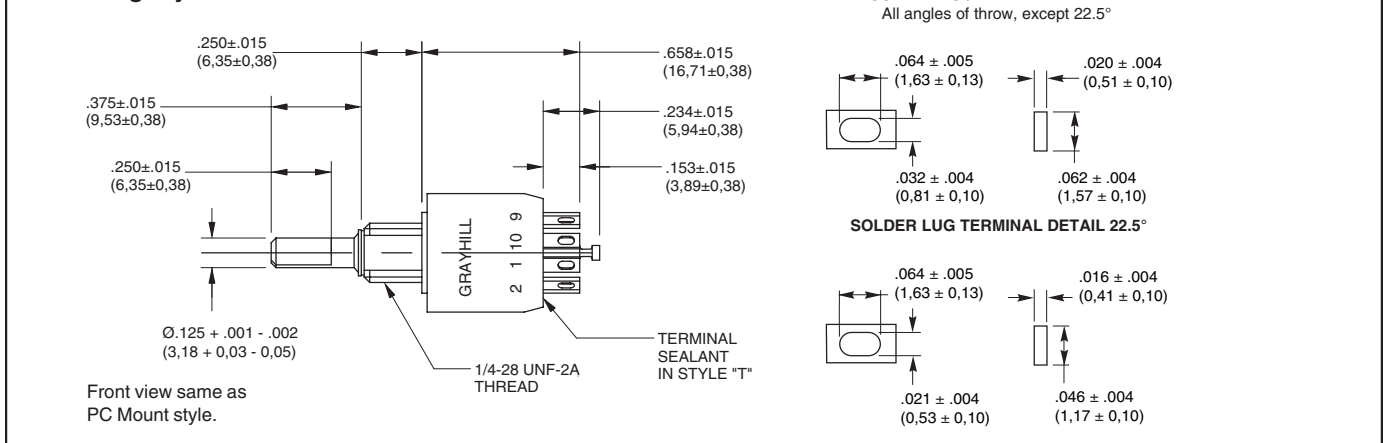 All angles of throw, except 22.5°
.250±.015
(6,35±0,38)
.658±.015
(16,71±0,38)
.375±.015
(9,53±0,38)
.234±.015
(5,94±0,38)
.250±.015
(6,35±0,38)
.153±.015
(3,89±0,38)
GRAYHILL
2 1 10 9
Ø.125 + .001 - .002
(3,18 + 0,03 - 0,05)
1/4-28 UNF-2A
THREAD
TERMINAL
SEALANT
IN STYLE "T"
Front view same as
PC Mount style.
.064 ± .005
(1,63 ± 0,13)
.020 ± .004
(0,51 ± 0,10)
.032 ± .004
(0,81 ± 0,10)
.062 ± .004
(1,57 ± 0,10)
SOLDER LUG TERMINAL DETAIL 22.5°
.064 ± .005
(1,63 ± 0,13)
.016 ± .004
(0,41 ± 0,10)
.021 ± .004
(0,53 ± 0,10)
.046 ± .004
(1,17 ± 0,10)